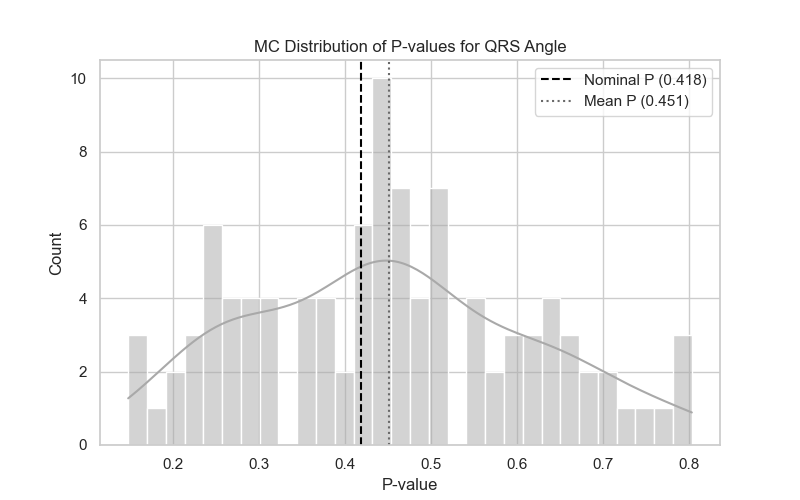 MC Distribution of P-values for QRS Angle
Nominal P (0.418)
Mean P (0.451)
10
8
6
4
2
0
Count
0.2 0.3 0.4 0.5 0.6 0.7 0.8
P-value